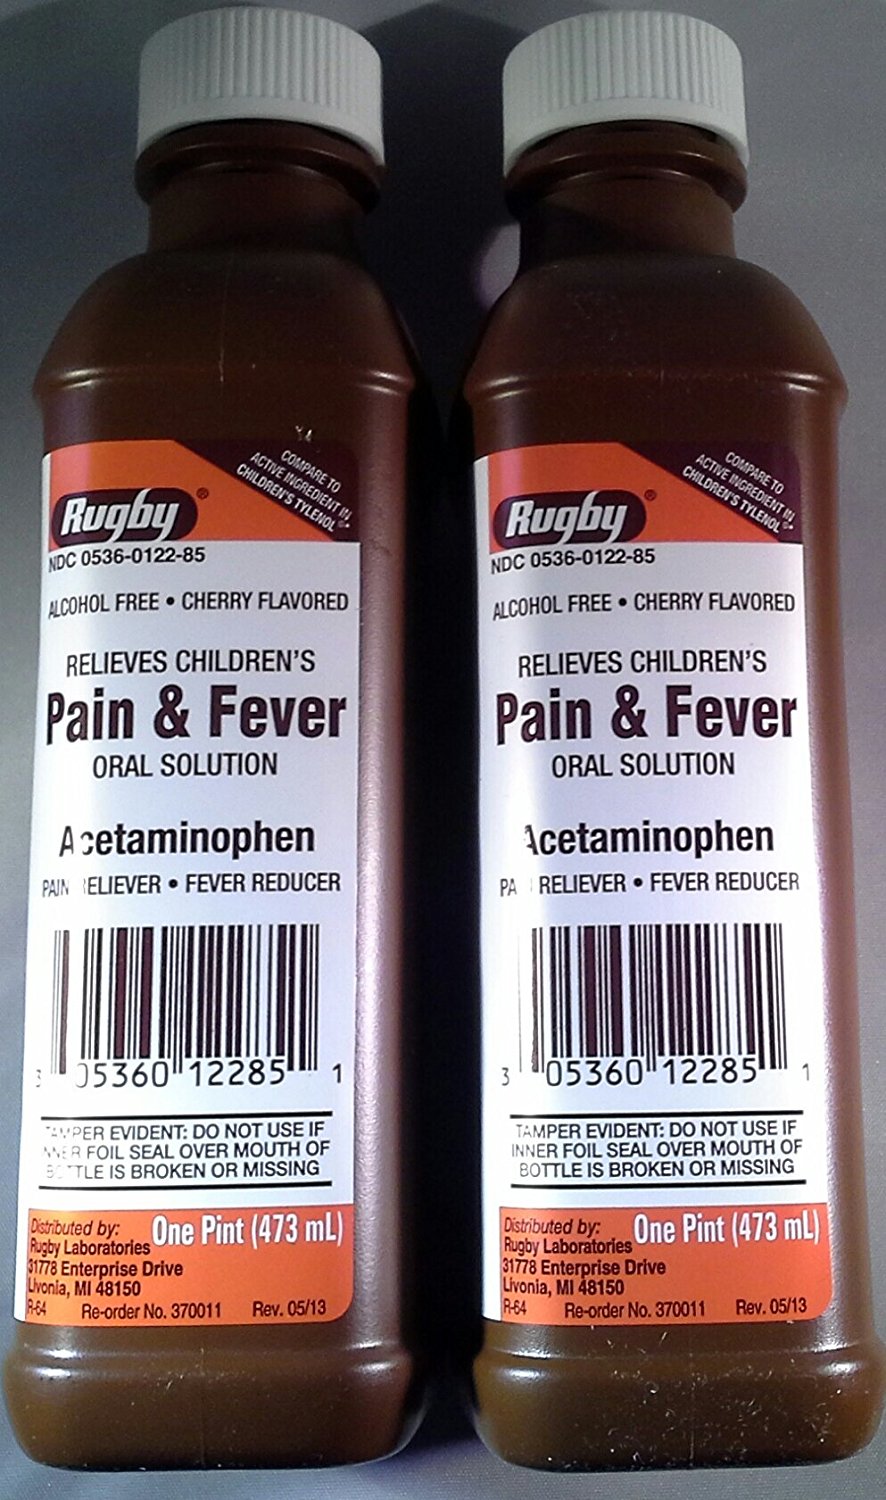 COMPARE TO
ACTIVE INGREDIENT IN
CHILDREN'S TYLENOL®*
Rugby®
NDC 0536-0122-85
ALCOHOL FREE • CHERRY FLAVORED
RELIEVES CHILDREN'S
Pain & Fever
ORAL SOLUTION
Acetaminophen
PAIN RELIEVER • FEVER REDUCER
3 05360 12285 1
TAMPER EVIDENT: DO NOT USE IF
INNER FOIL SEAL OVER MOUTH OF
BOTTLE IS BROKEN OR MISSING
Distributed by: One Pint (473 mL)
Rugby Laboratories
31778 Enterprise Drive
Livonia, MI 48150
R-64 Re-order No. 370011 Rev. 05/13
COMPARE TO
ACTIVE INGREDIENT IN
CHILDREN'S TYLENOL®*
Rugby®
NDC 0536-0122-85
ALCOHOL FREE • CHERRY FLAVORED
RELIEVES CHILDREN'S
Pain & Fever
ORAL SOLUTION
Acetaminophen
PAIN RELIEVER • FEVER REDUCER
3 05360 12285 1
TAMPER EVIDENT: DO NOT USE IF
INNER FOIL SEAL OVER MOUTH OF
BOTTLE IS BROKEN OR MISSING
Distributed by: One Pint (473 mL)
Rugby Laboratories
31778 Enterprise Drive
Livonia, MI 48150
R-64 Re-order No. 370011 Rev. 05/13